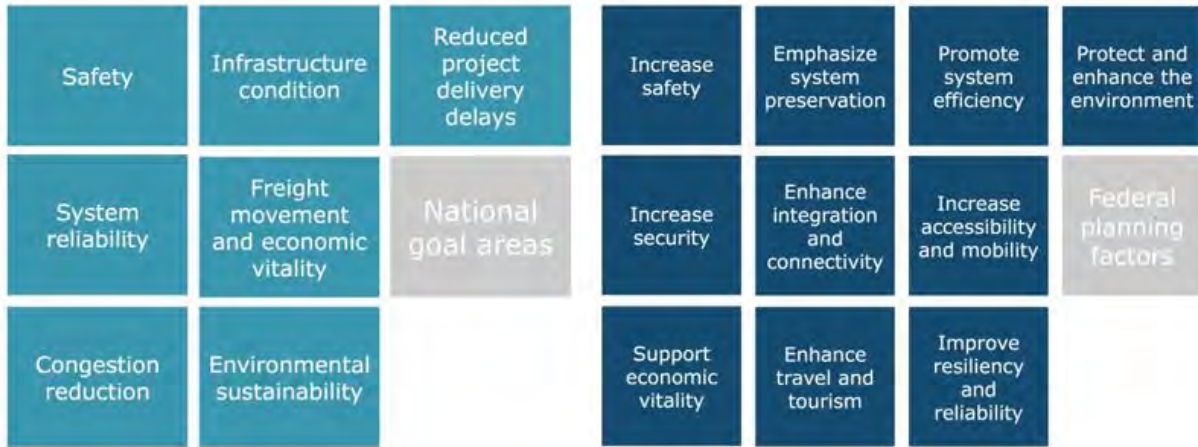 Safety
Infrastructure
condition
Reduced
project
delivery
delays
System
reliability
Freight
movement
and economic
vitality
National
goal areas
Congestion
reduction
Environmental
sustainability
Increase
safety
Emphasize
system
preservation
Promote
system
efficiency
Protect and
enhance the
environment
Increase
security
Enhance
integration
and
connectivity
Increase
accessibility
and mobility
Federal
planning
factors
Support
economic
vitality
Enhance
travel and
tourism
Improve
resiliency
and
reliability